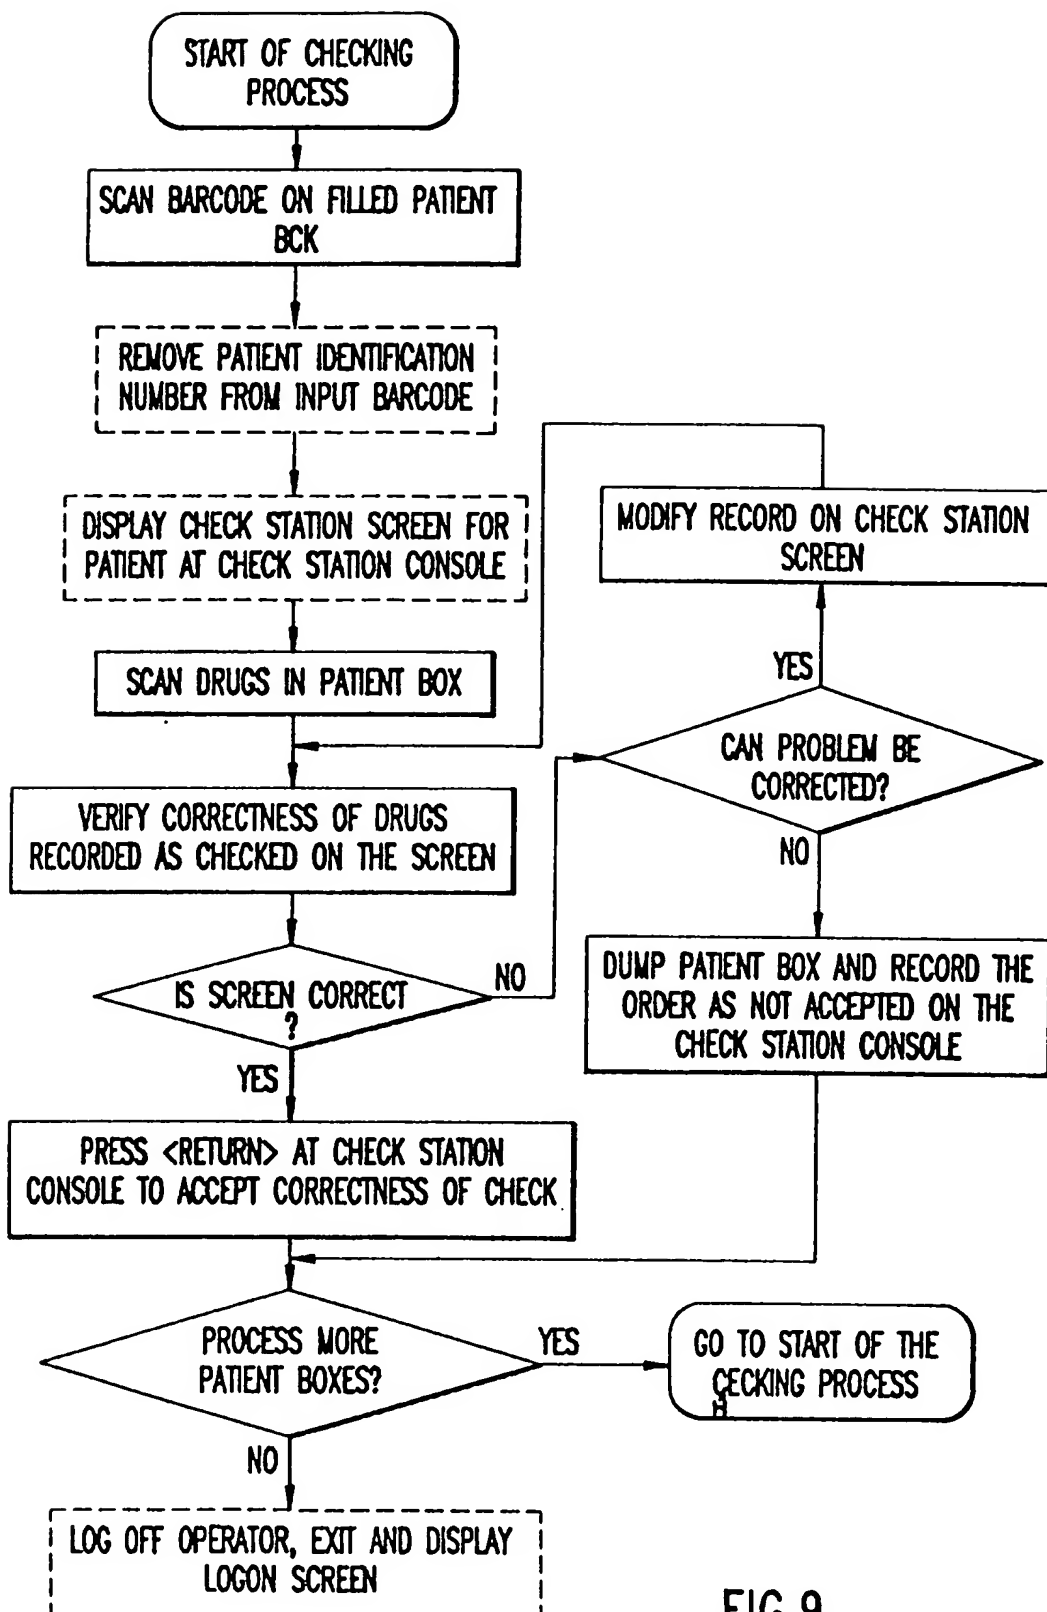 START OF CHECKING
PROCESS
SCAN BARCODE ON FILLED PATIENT
BCK
REMOVE PATIENT IDENTIFICATION
NUMBER FROM INPUT BARCODE
DISPLAY CHECK STATION SCREEN FOR
PATIENT AT CHECK STATION CONSOLE
SCAN DRUGS IN PATIENT BOX
VERIFY CORRECTNESS OF DRUGS
RECORDED AS CHECKED ON THE SCREEN
IS SCREEN CORRECT
?
NO
YES
MODIFY RECORD ON CHECK STATION
SCREEN
YES
CAN PROBLEM BE
CORRECTED?
NO
DUMP PATIENT BOX AND RECORD THE
ORDER AS NOT ACCEPTED ON THE
CHECK STATION CONSOLE
PRESS <RETURN> AT CHECK STATION
CONSOLE TO ACCEPT CORRECTNESS OF CHECK
PROCESS MORE
PATIENT BOXES?
YES
GO TO START OF THE
CECKING PROCESS
H
NO
LOG OFF OPERATOR, EXIT AND DISPLAY
LOGON SCREEN
FIG.9